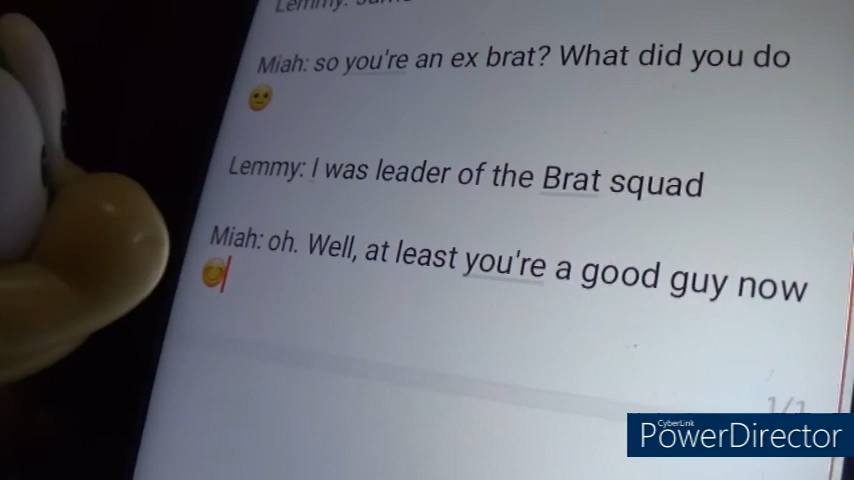 Lemmy:
Miah: so you're an ex brat? What did you do
😐
Lemmy: I was leader of the Brat squad
Miah: oh. Well, at least you're a good guy now
😊
1/1
CyberLink
PowerDirector